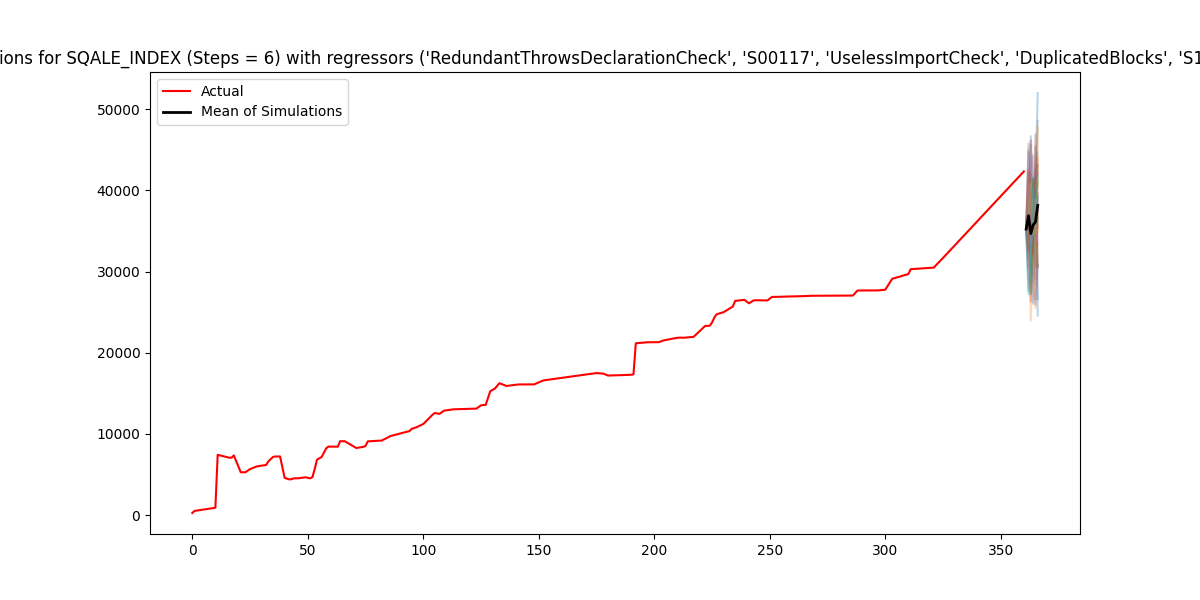 ions for SQALE_INDEX (Steps = 6) with regressors ('RedundantThrowsDeclarationCheck', 'S00117', 'UselessImportCheck', 'DuplicatedBlocks', 'S1
Actual
Mean of Simulations
50000
40000
30000
20000
10000
0
0 50 100 150 200 250 300 350